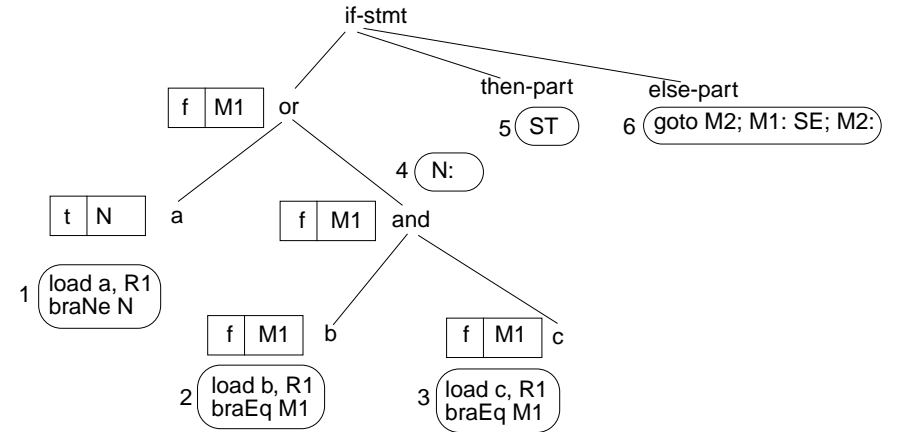 if-stmt
then-part
else-part
f M1 or
5 ST
6 goto M2; M1: SE; M2:
4 N:
t N a
f M1 and
1 load a, R1
braNe N
f M1 b
f M1 c
2 load b, R1
braEq M1
3 load c, R1
braEq M1